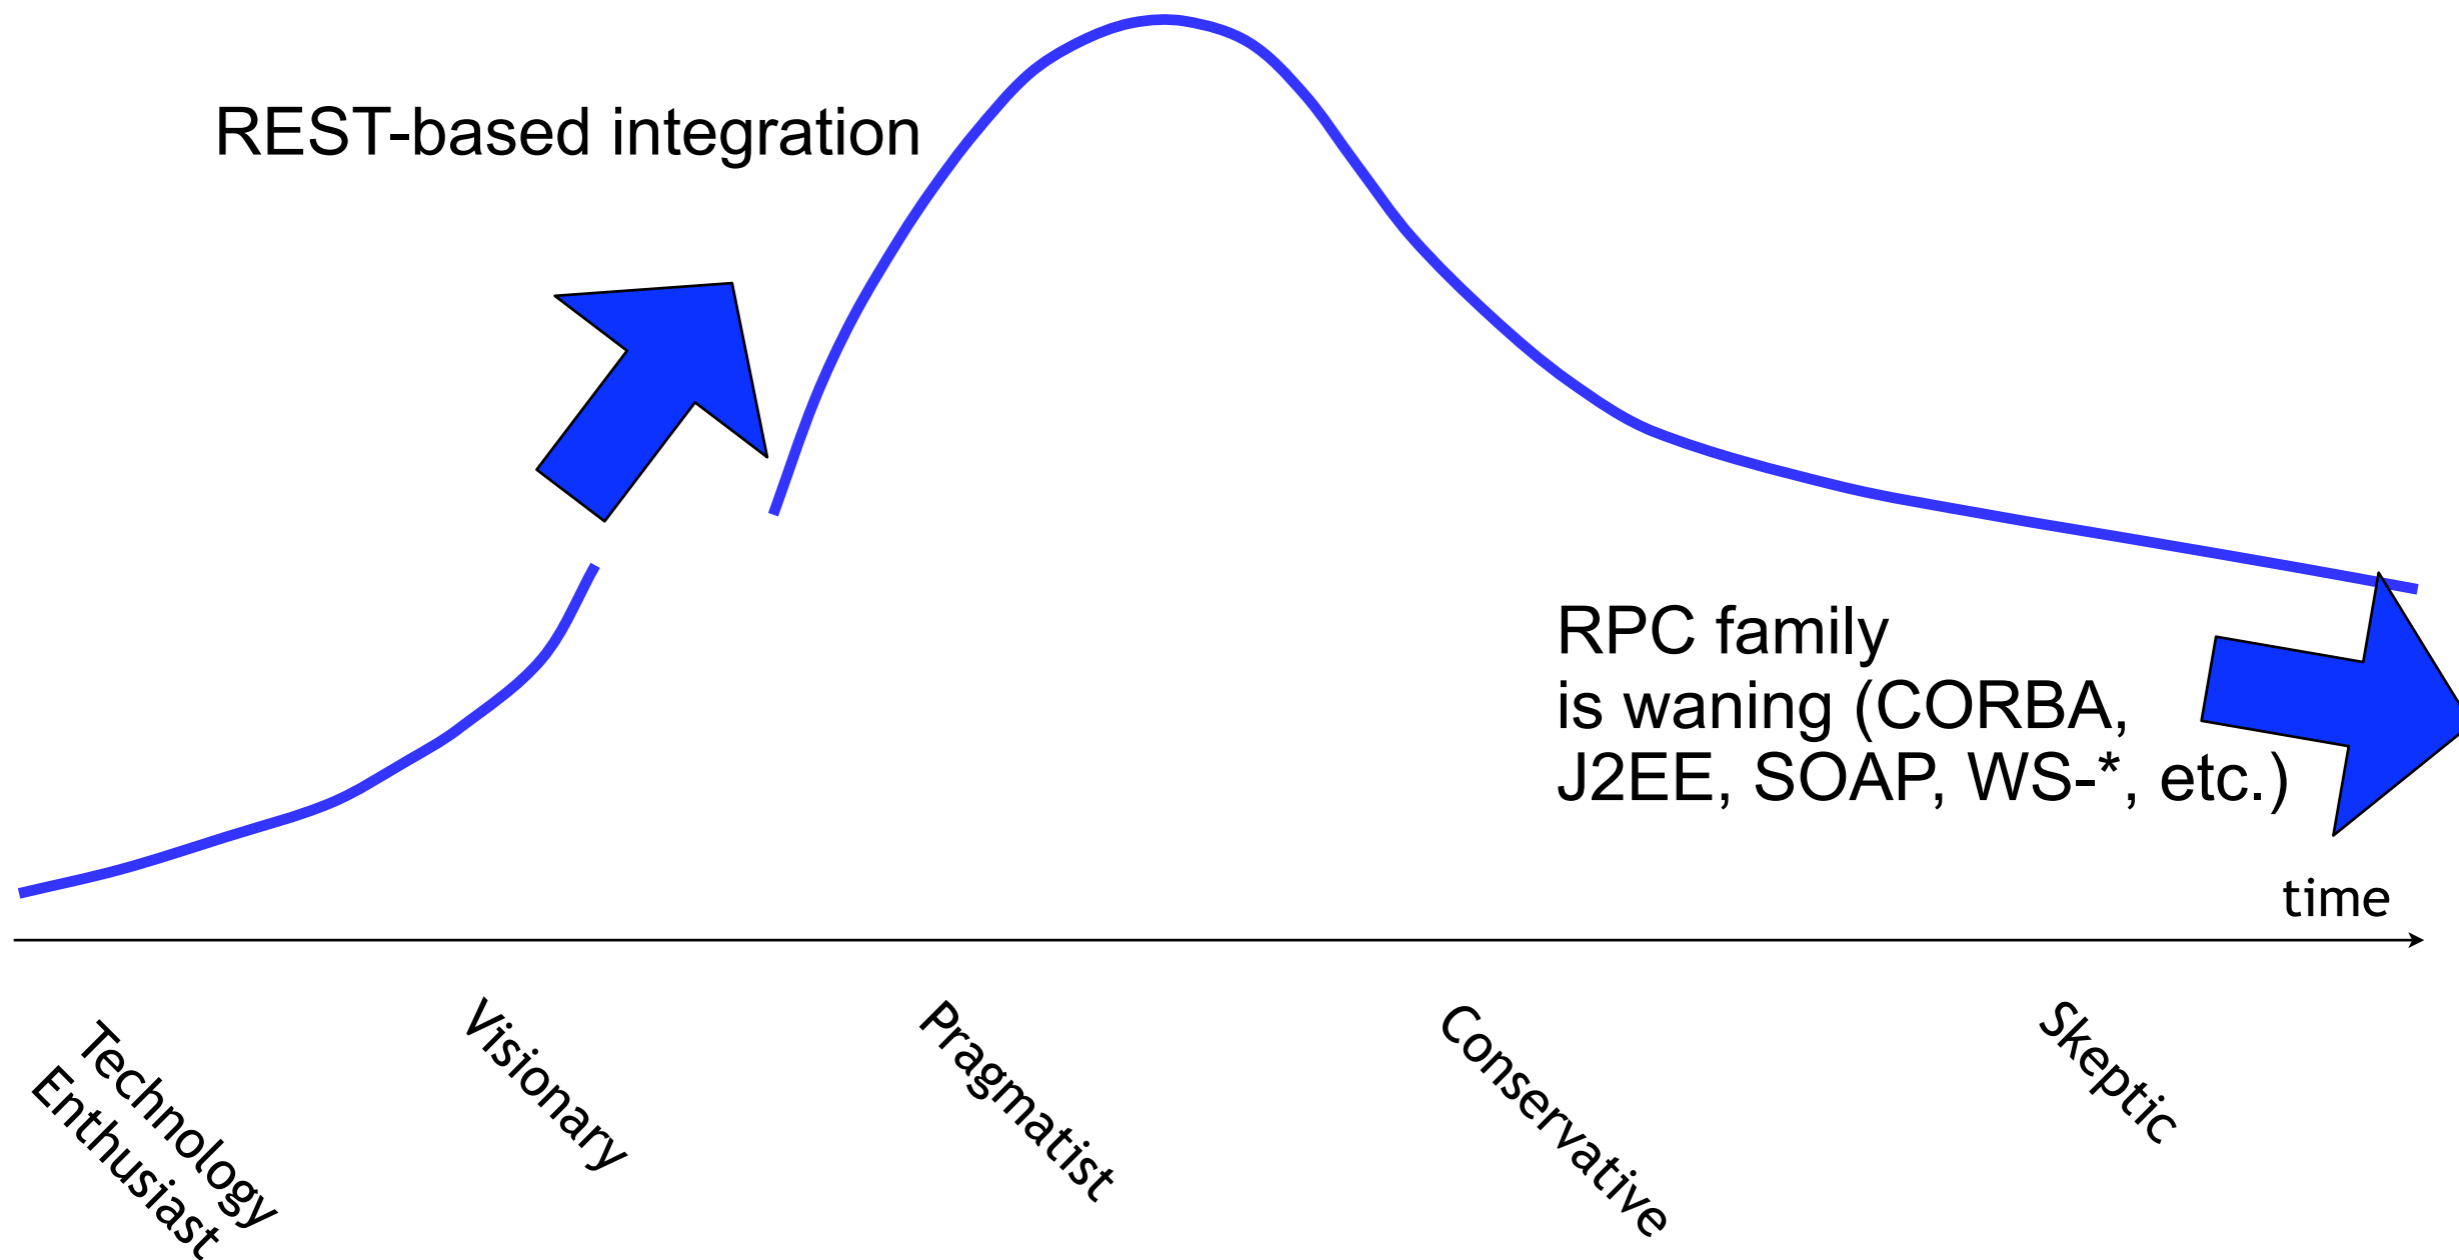 REST-based integration
RPC family
is waning (CORBA,
J2EE, SOAP, WS-*, etc.)
time
Technology
Enthusiast
Visionary
Pragmatist
Conservative
Skeptic